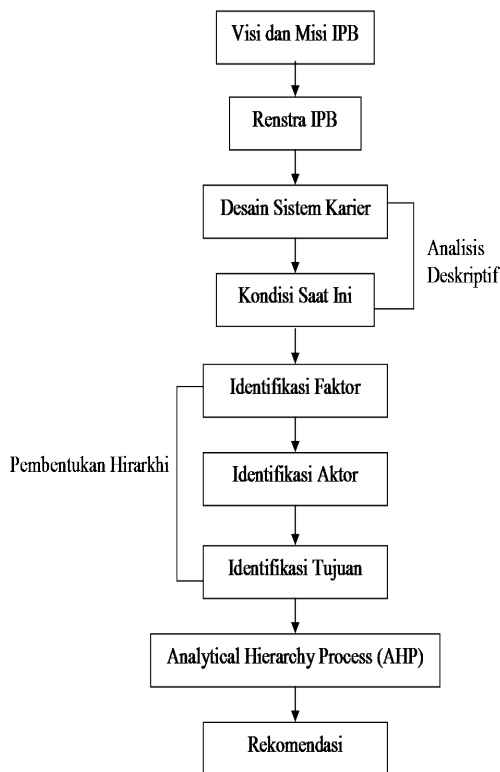 Visi dan Misi IPB
Renstra IPB
Desain Sistem Karier
Analisis
Deskriptif
Kondisi Saat Ini
Identifikasi Faktor
Pembentukan Hirarkhi
Identifikasi Aktor
Identifikasi Tujuan
Analytical Hierarchy Process (AHP)
Rekomendasi